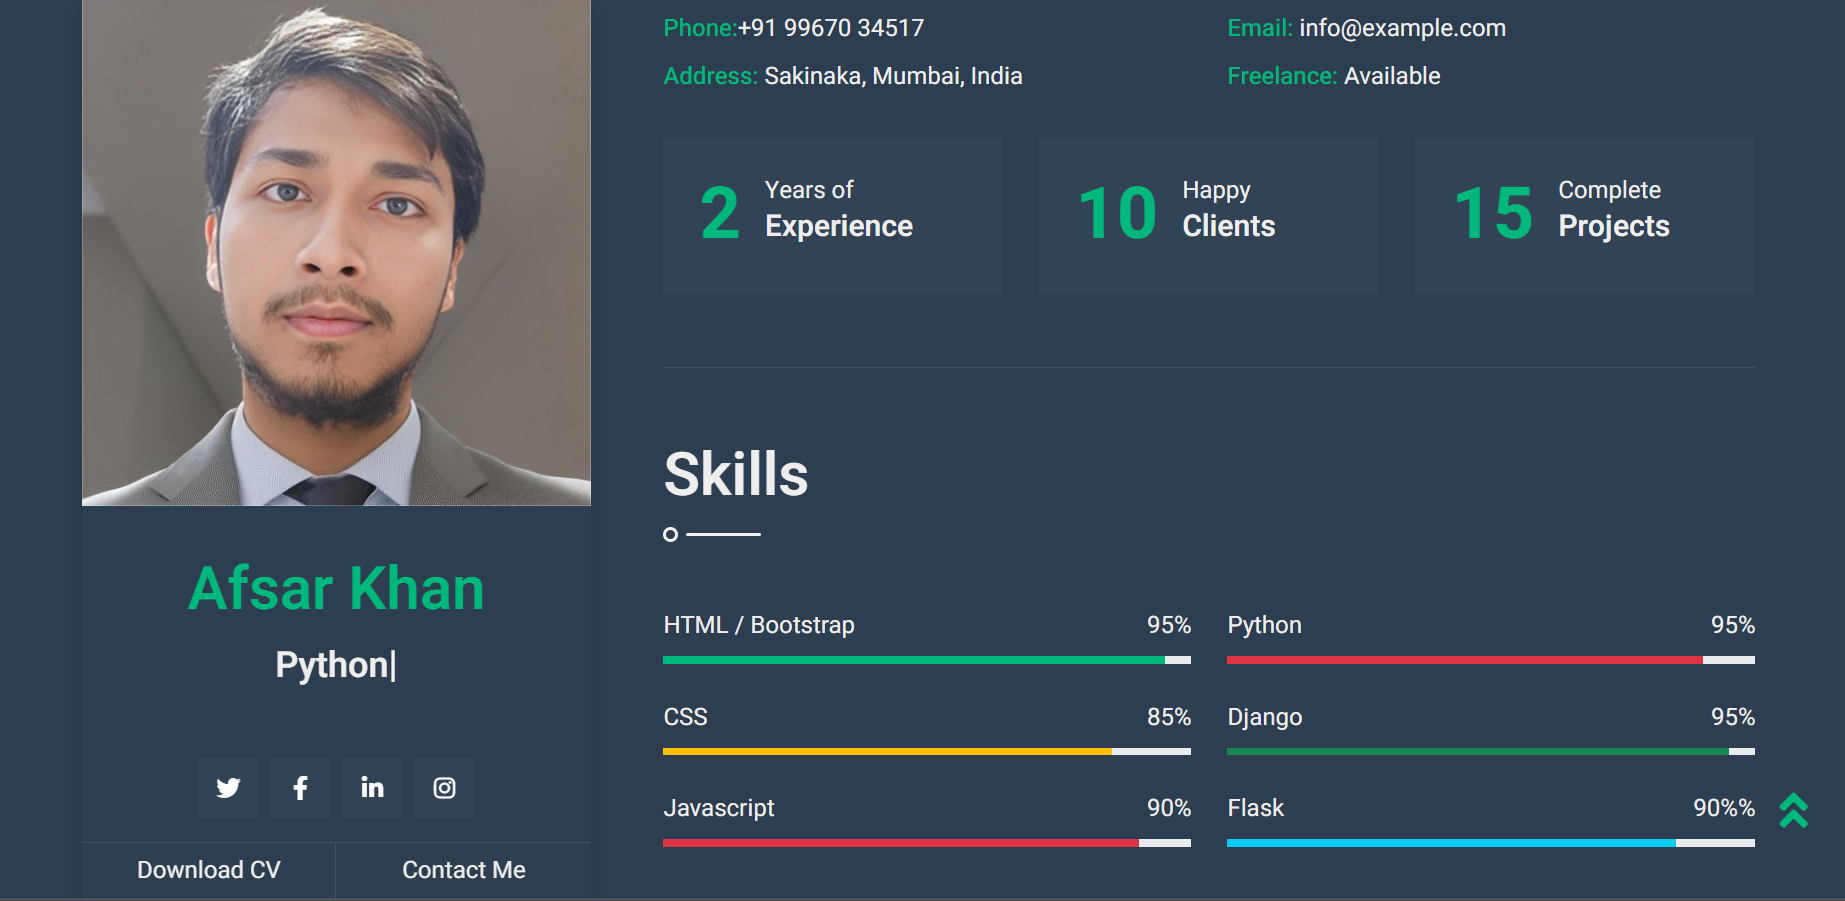 Phone:+91 99670 34517
Email: info@example.com
Address: Sakinaka, Mumbai, India
Freelance: Available
2 Years of
Experience
10 Happy
Clients
15 Complete
Projects
Skills
Afsar Khan
Python|
HTML / Bootstrap 95%
Python 95%
CSS 85%
Django 95%
Javascript 90%
Flask 90%%
Download CV
Contact Me